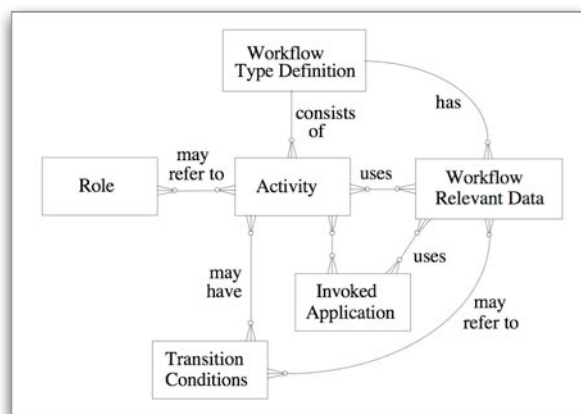 Workflow
Type Definition
consists
of
has
may
refer to
Role
Activity
uses
Workflow
Relevant Data
uses
may
have
Invoked
Application
may
refer to
Transition
Conditions